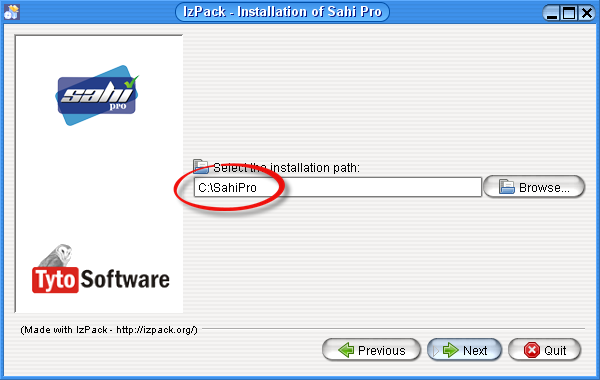 IzPack - Installation of Sahi Pro
sahi
pro
Select the installation path:
C:\SahiPro
Browse...
Tyto Software
(Made with IzPack - http://izpack.org/)
Previous
Next
Quit